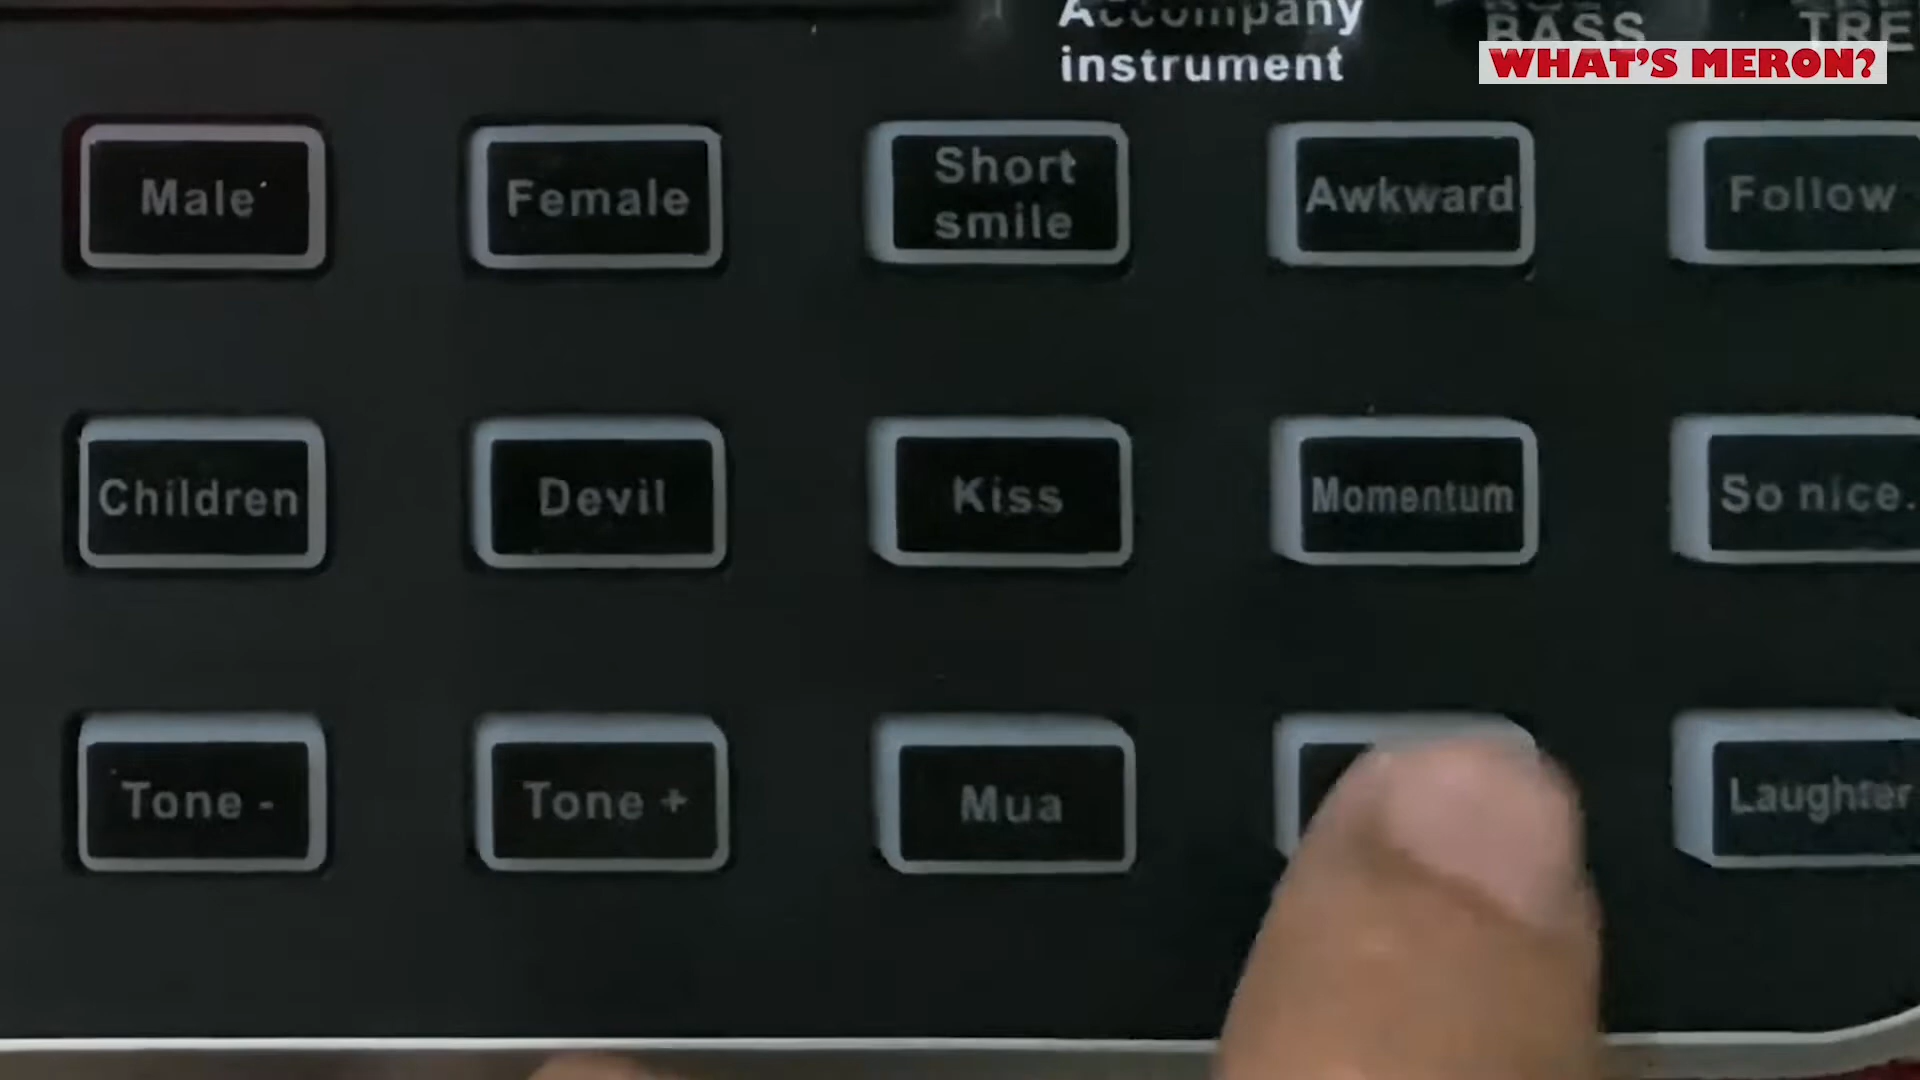 Accompany
instrument
BASS
TRE
WHAT'S MERON?
Male
Female
Short
smile
Awkward
Follow
Children
Devil
Kiss
Momentum
So nice.
Tone -
Tone +
Mua
Laughter